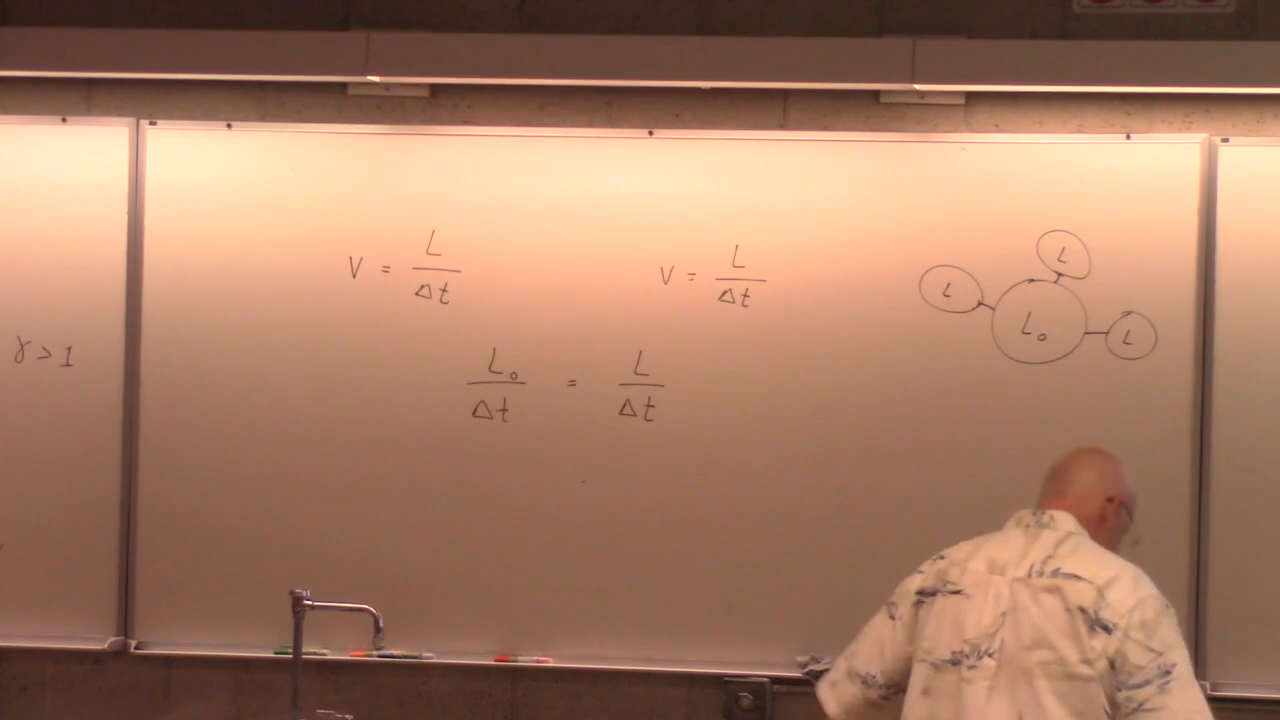 γ > 1
V = L / Δt
V = L / Δt
L₀ / Δt = L / Δt
L
L
L₀
L